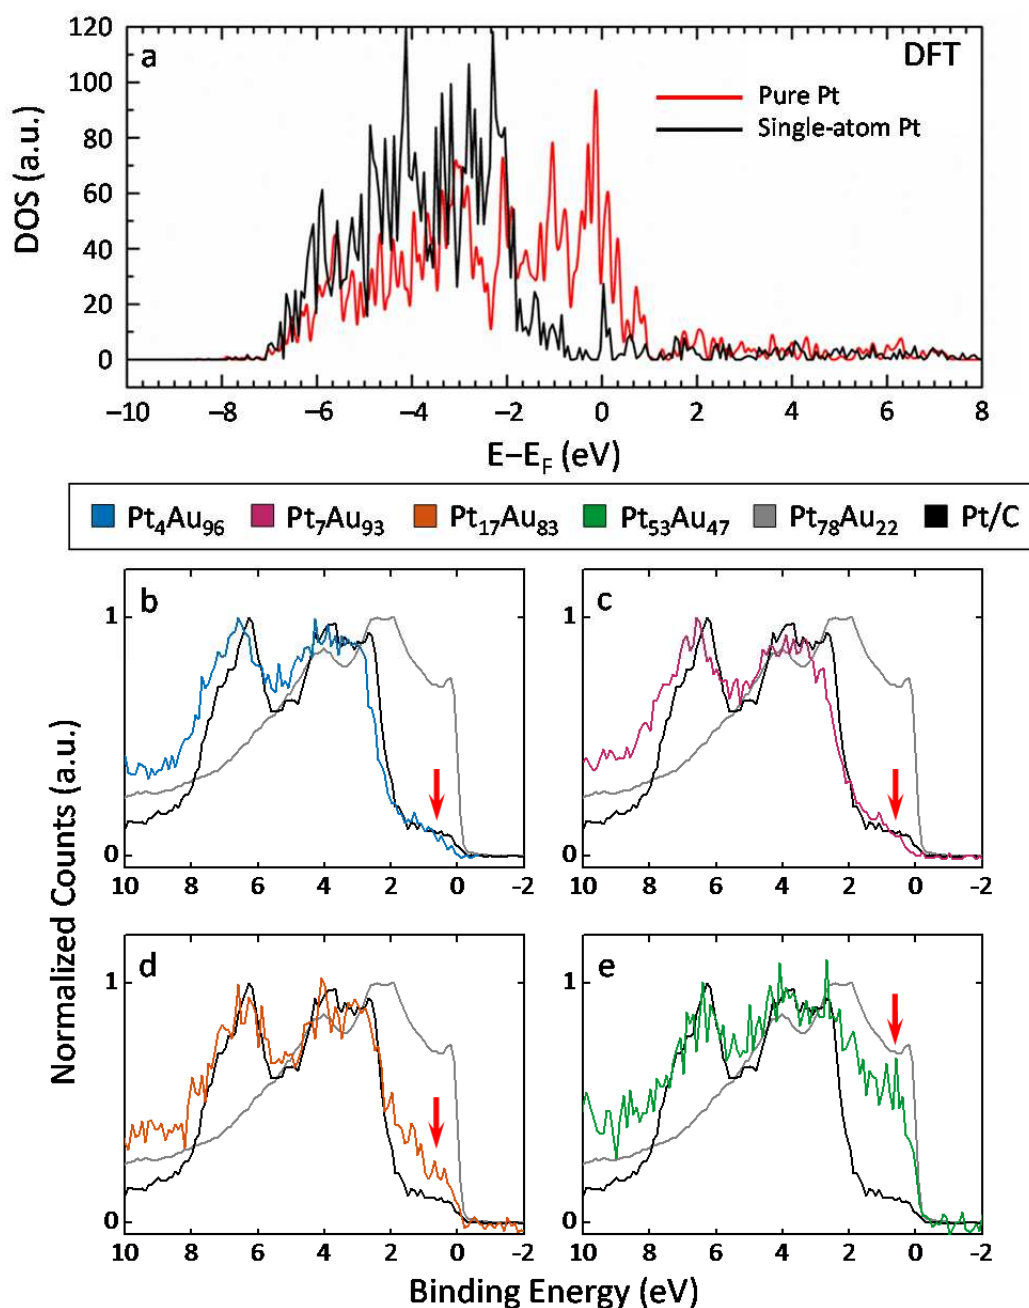 a
DFT
Pure Pt
Single-atom Pt
DOS (a.u.)
120
100
80
60
40
20
0
−10 −8 −6 −4 −2 0 2 4 6 8
E−E_F (eV)
Pt₄Au₉₆ Pt₇Au₉₃ Pt₁₇Au₈₃ Pt₅₃Au₄₇ Pt₇₈Au₂₂ Pt/C
b
1
0
10 8 6 4 2 0 -2
c
1
0
10 8 6 4 2 0 -2
Normalized Counts (a.u.)
d
1
0
10 8 6 4 2 0 -2
e
1
0
10 8 6 4 2 0 -2
Binding Energy (eV)